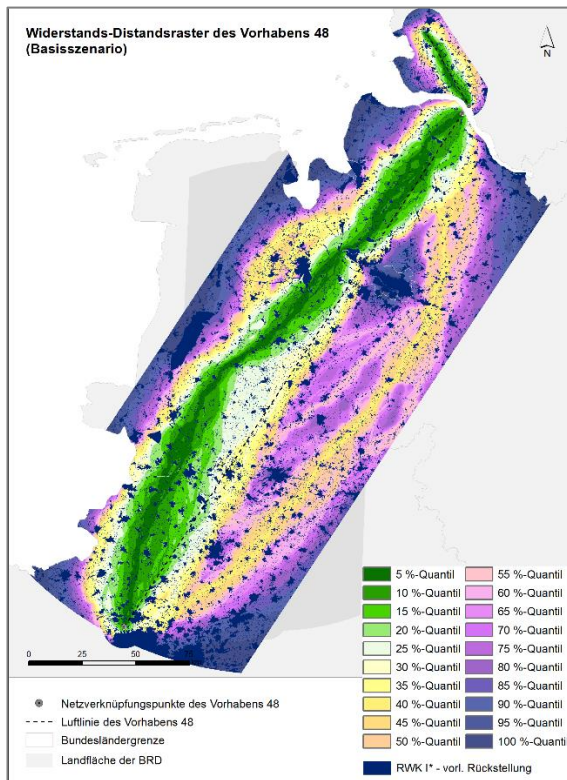 Widerstands-Distandsraster des Vorhabens 48
(Basisszenario)
N
5 %-Quantil
55 %-Quantil
10 %-Quantil
60 %-Quantil
15 %-Quantil
65 %-Quantil
20 %-Quantil
70 %-Quantil
25 %-Quantil
75 %-Quantil
30 %-Quantil
80 %-Quantil
35 %-Quantil
85 %-Quantil
40 %-Quantil
90 %-Quantil
45 %-Quantil
95 %-Quantil
50 %-Quantil
100 %-Quantil
RWK I* - vorl. Rückstellung
0 25 50
Netzverknüpfungspunkte des Vorhabens 48
Luftlinie des Vorhabens 48
Bundesländergrenze
Landfläche der BRD